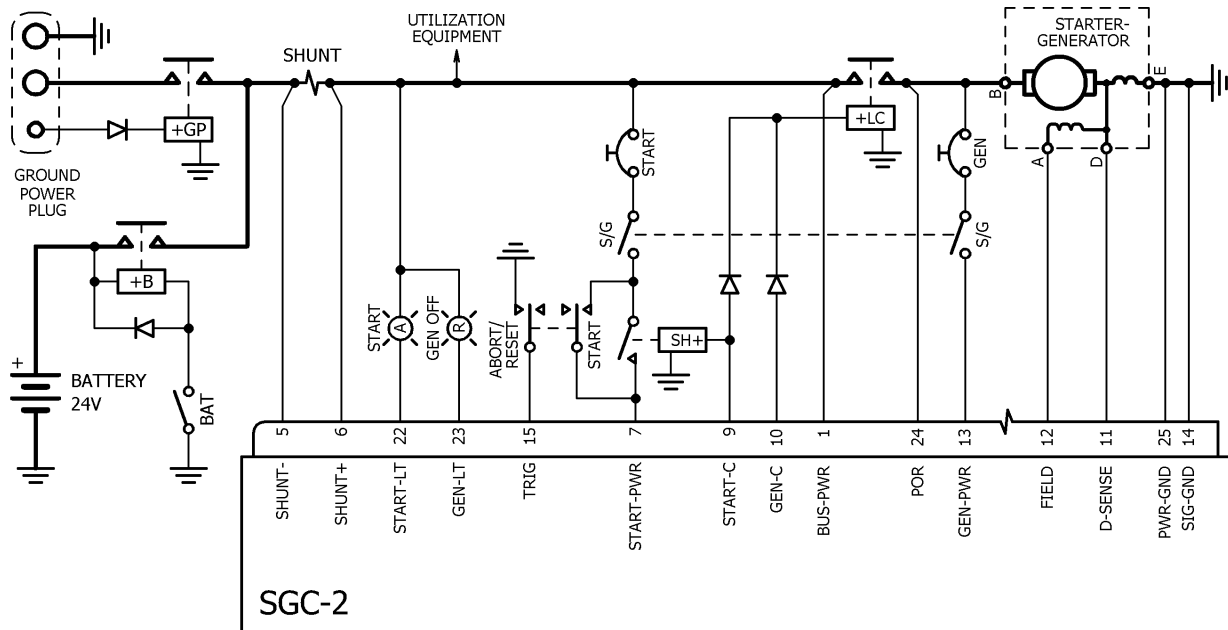 UTILIZATION
EQUIPMENT
STARTER-
GENERATOR
SHUNT
B
E
+GP
+LC
START
GEN
A
D
GROUND
POWER
PLUG
S/G
S/G
+B
START
A
GEN OFF
R
ABORT/
RESET
START
SH+
+
BATTERY
24V
BAT
5
6
22
23
15
7
9
10
1
24
13
12
11
25
14
SHUNT-
SHUNT+
START-LT
GEN-LT
TRIG
START-PWR
START-C
GEN-C
BUS-PWR
POR
GEN-PWR
FIELD
D-SENSE
PWR-GND
SIG-GND
SGC-2